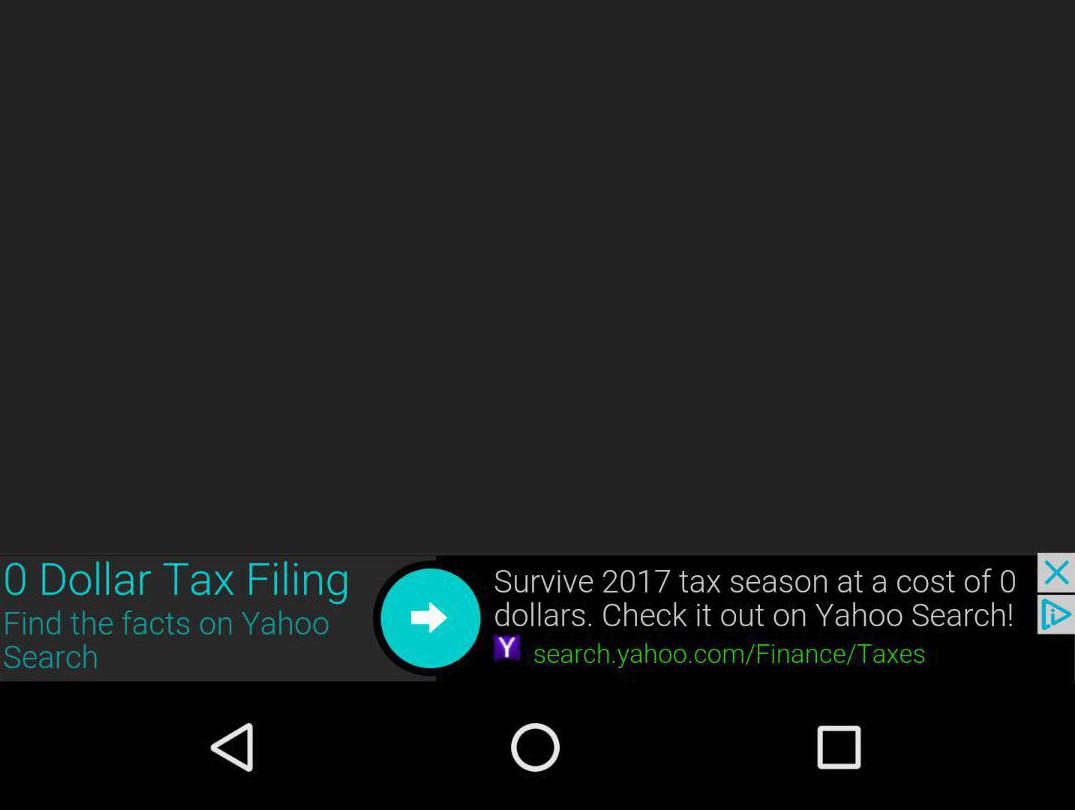 0 Dollar Tax Filing
Find the facts on Yahoo
Search
Survive 2017 tax season at a cost of 0
dollars. Check it out on Yahoo Search!
Y
search.yahoo.com/Finance/Taxes